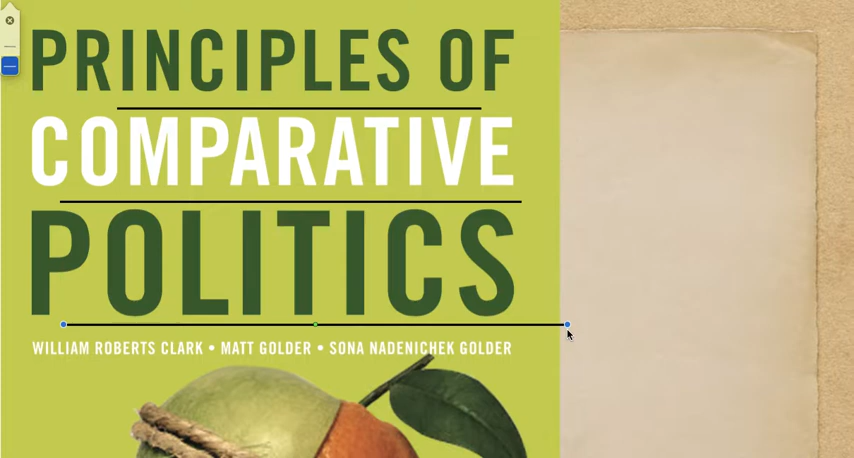 PRINCIPLES OF
COMPARATIVE
POLITICS
WILLIAM ROBERTS CLARK • MATT GOLDER • SONA NADENICHEK GOLDER